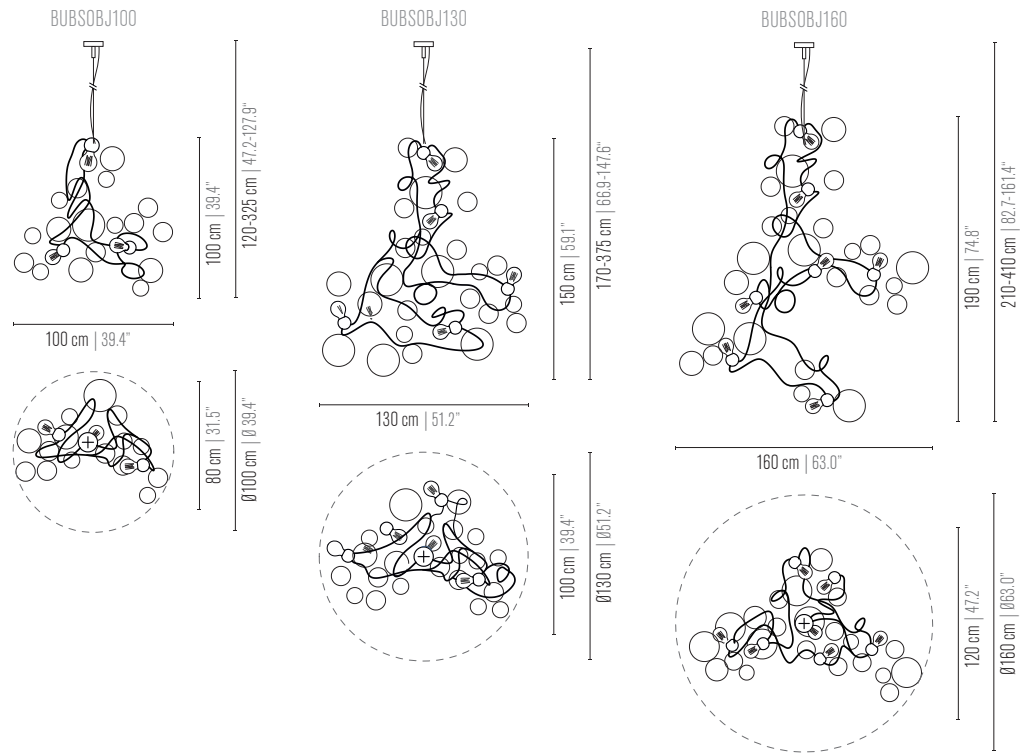 BUBSOBJ100
100 cm | 39.4"
120-325 cm | 47.2-127.9"
100 cm | 39.4"
80 cm | 31.5"
Ø100 cm | Ø 39.4"
BUBSOBJ130
150 cm | 59.1"
170-375 cm | 66.9-147.6"
130 cm | 51.2"
100 cm | 39.4"
Ø130 cm | Ø51.2"
BUBSOBJ160
190 cm | 74.8"
210-410 cm | 82.7-161.4"
160 cm | 63.0"
120 cm | 47.2"
Ø160 cm | Ø63.0"